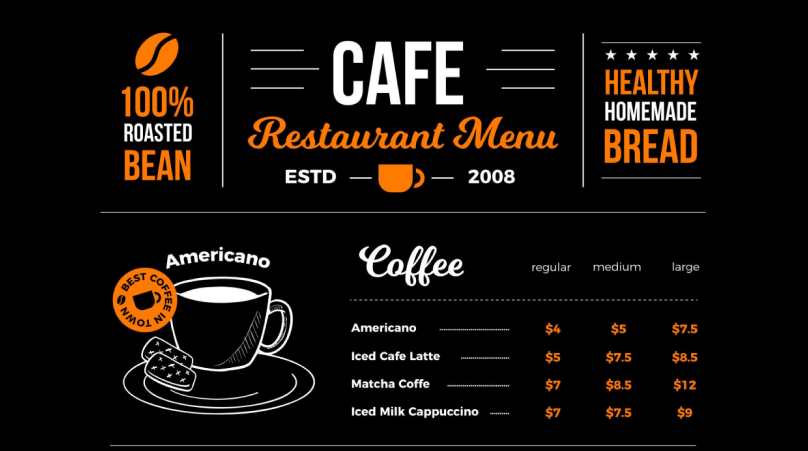 100%
ROASTED
BEAN
CAFE
Restaurant Menu
ESTD 2008
HEALTHY
HOMEMADE
BREAD
Americano
BEST COFFEE IN TOWN
Coffee regular medium large
Americano $4 $5 $7.5
Iced Cafe Latte $5 $7.5 $8.5
Matcha Coffe $7 $8.5 $12
Iced Milk Cappuccino $7 $7.5 $9